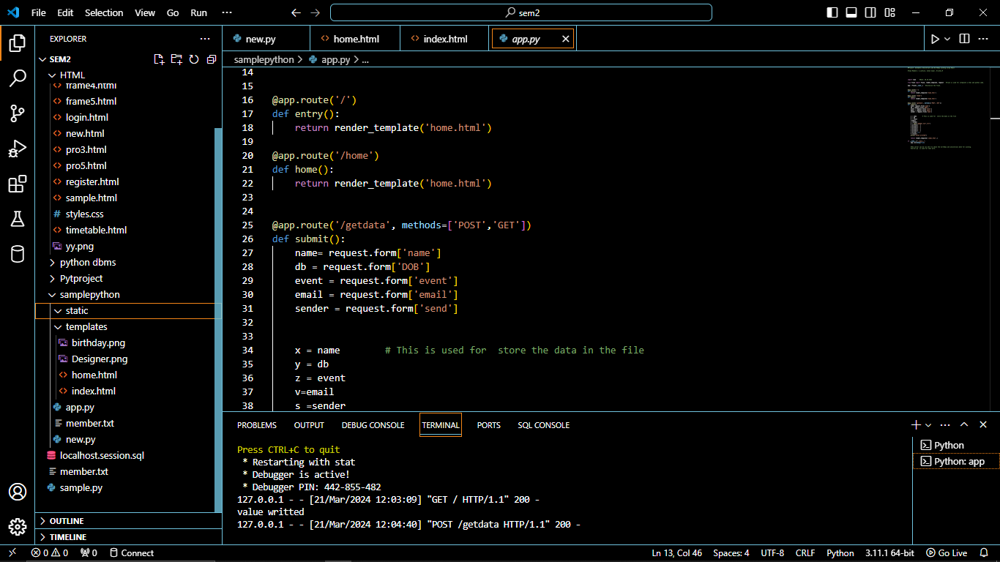 File Edit Selection View Go Run ···
sem2
EXPLORER ···
SEM2
HTML
frame4.html
frame5.html
login.html
new.html
pro3.html
pro5.html
register.html
sample.html
# styles.css
timetable.html
yy.png
python dbms
Pytproject
samplepython
static
templates
birthday.png
Designer.png
home.html
index.html
app.py
member.txt
new.py
localhost.session.sql
member.txt
sample.py
OUTLINE
TIMELINE
new.py home.html index.html app.py
samplepython > app.py > ...
14
15
16 @app.route('/')
17 def entry():
18     return render_template('home.html')
19
20 @app.route('/home')
21 def home():
22     return render_template('home.html')
23
24
25 @app.route('/getdata', methods=['POST','GET'])
26 def submit():
27     name= request.form['name']
28     db = request.form['DOB']
29     event = request.form['event']
30     email = request.form['email']
31     sender = request.form['send']
32
33
34     x = name        # This is used for  store the data in the file
35     y = db
36     z = event
37     v=email
38     s =sender
PROBLEMS OUTPUT DEBUG CONSOLE TERMINAL PORTS SQL CONSOLE
Press CTRL+C to quit
 * Restarting with stat
 * Debugger is active!
 * Debugger PIN: 442-855-482
127.0.0.1 - - [21/Mar/2024 12:03:09] "GET / HTTP/1.1" 200 -
value writted
127.0.0.1 - - [21/Mar/2024 12:04:40] "POST /getdata HTTP/1.1" 200 -
Python
Python: app
0 0 0 Connect Ln 13, Col 46 Spaces: 4 UTF-8 CRLF Python 3.11.1 64-bit Go Live